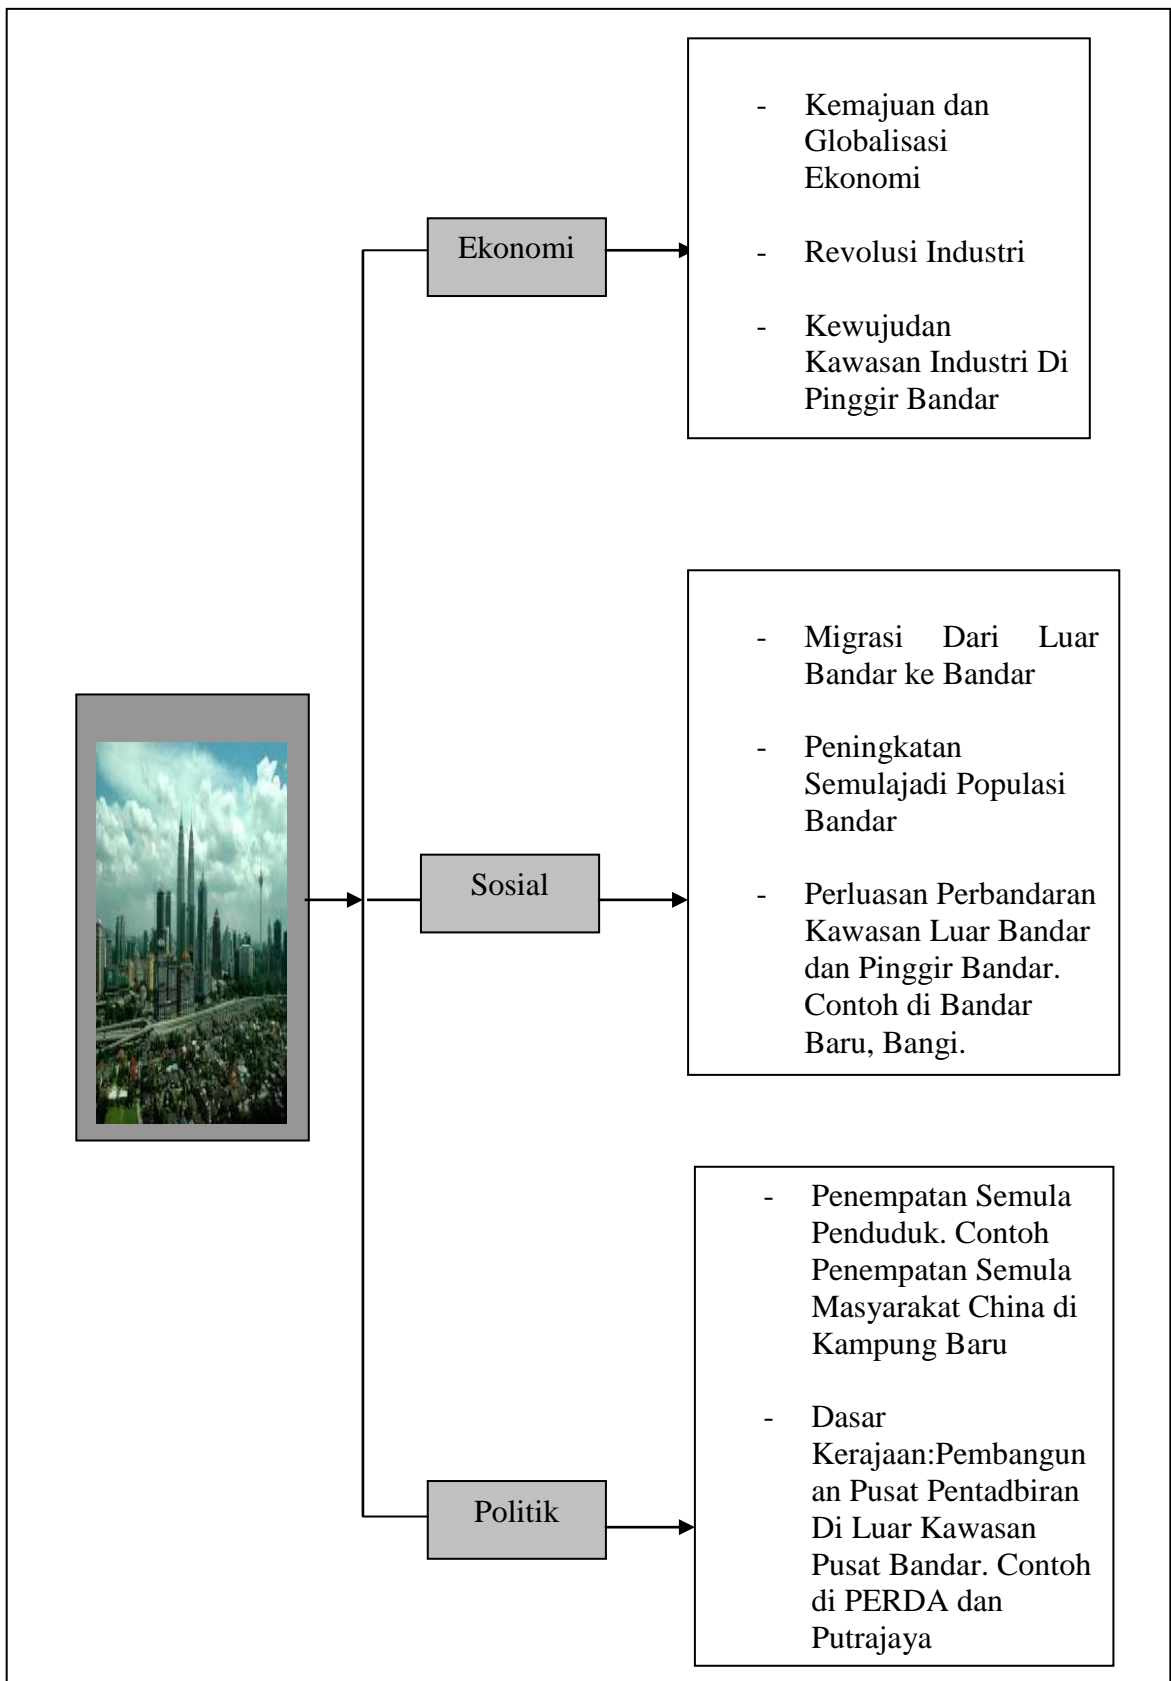 - Kemajuan dan
Globalisasi
Ekonomi
Ekonomi
- Revolusi Industri
- Kewujudan
Kawasan Industri Di
Pinggir Bandar
- Migrasi Dari Luar
Bandar ke Bandar
- Peningkatan
Semulajadi Populasi
Bandar
Sosial
- Perluasan Perbandaran
Kawasan Luar Bandar
dan Pinggir Bandar.
Contoh di Bandar
Baru, Bangi.
- Penempatan Semula
Penduduk. Contoh
Penempatan Semula
Masyarakat China di
Kampung Baru
- Dasar
Kerajaan:Pembangun
an Pusat Pentadbiran
Di Luar Kawasan
Pusat Bandar. Contoh
di PERDA dan
Putrajaya
Politik